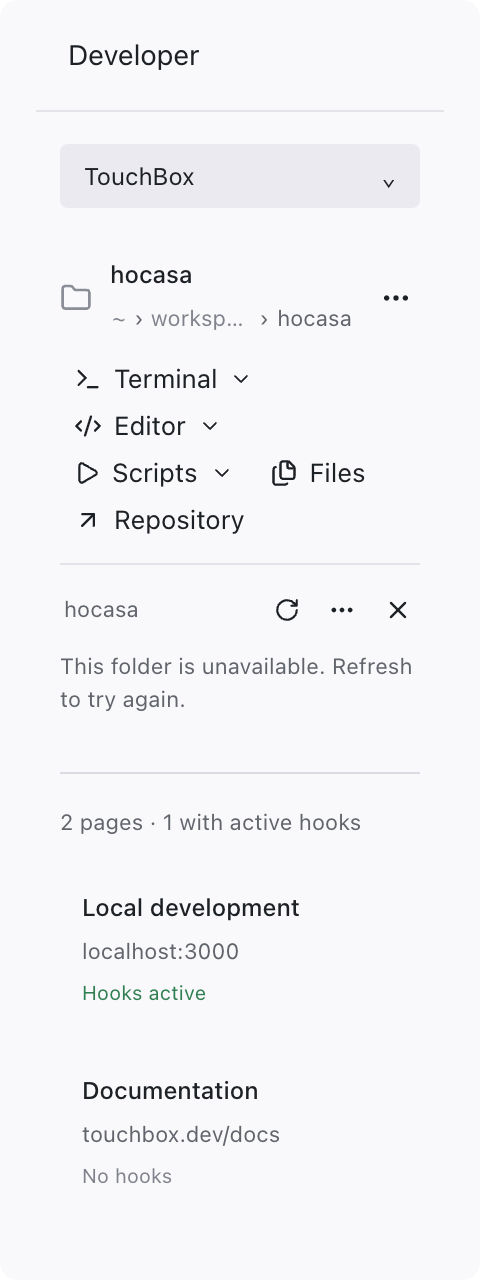 Developer
TouchBox
hocasa
~ › worksp... › hocasa
Terminal
Editor
Scripts Files
Repository
hocasa
This folder is unavailable. Refresh
to try again.
2 pages · 1 with active hooks
Local development
localhost:3000
Hooks active
Documentation
touchbox.dev/docs
No hooks